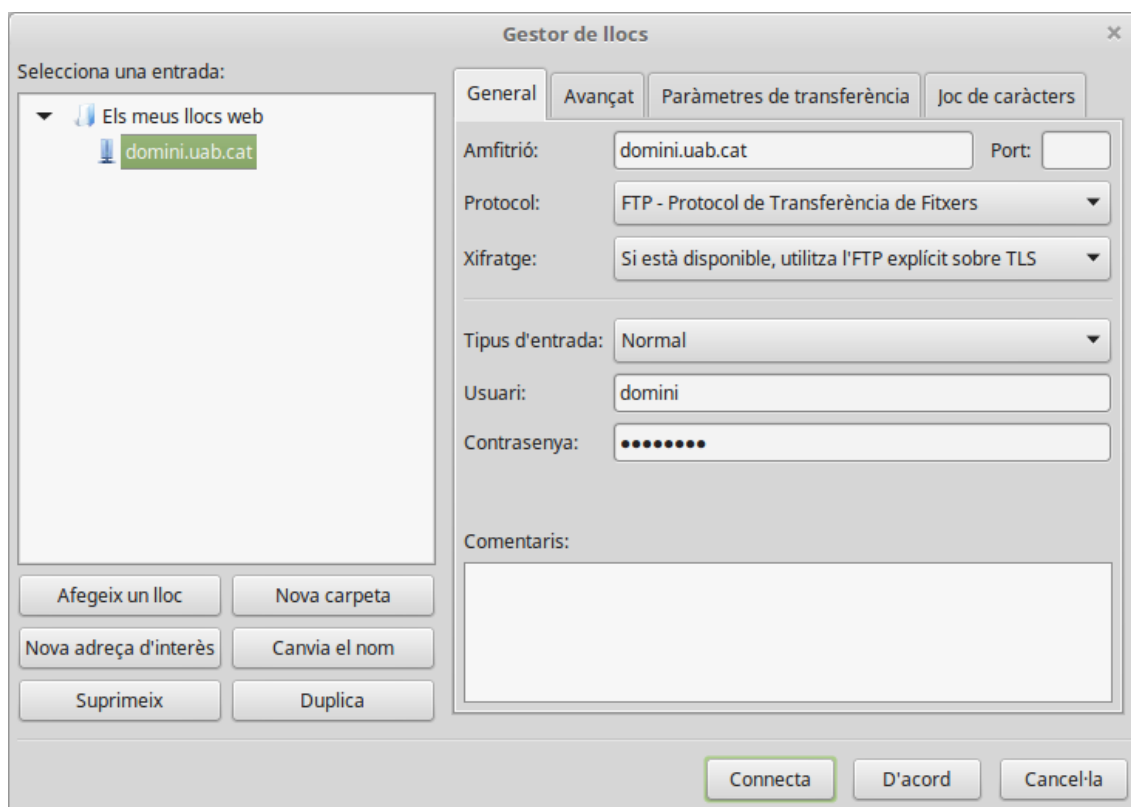 Gestor de llocs
Selecciona una entrada:
Els meus llocs web
domini.uab.cat
General
Avançat
Paràmetres de transferència
Joc de caràcters
Amfitrió:
domini.uab.cat
Port:
Protocol:
FTP - Protocol de Transferència de Fitxers
Xifratge:
Si està disponible, utilitza l'FTP explícit sobre TLS
Tipus d'entrada:
Normal
Usuari:
domini
Contrasenya:
••••••••
Comentaris:
Afegeix un lloc
Nova carpeta
Nova adreça d'interès
Canvia el nom
Suprimeix
Duplica
Connecta
D'acord
Cancel·la